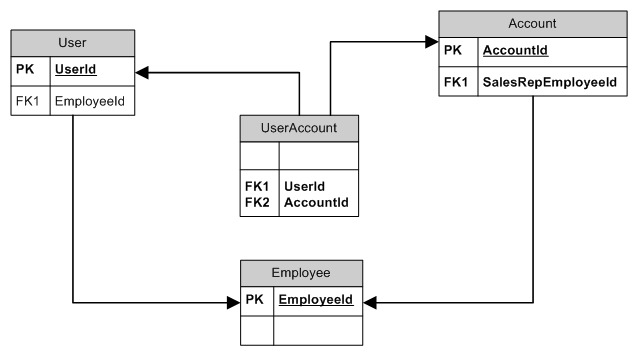 User
PK UserId
FK1 EmployeeId
Account
PK AccountId
FK1 SalesRepEmployeeId
UserAccount
FK1 UserId
FK2 AccountId
Employee
PK EmployeeId